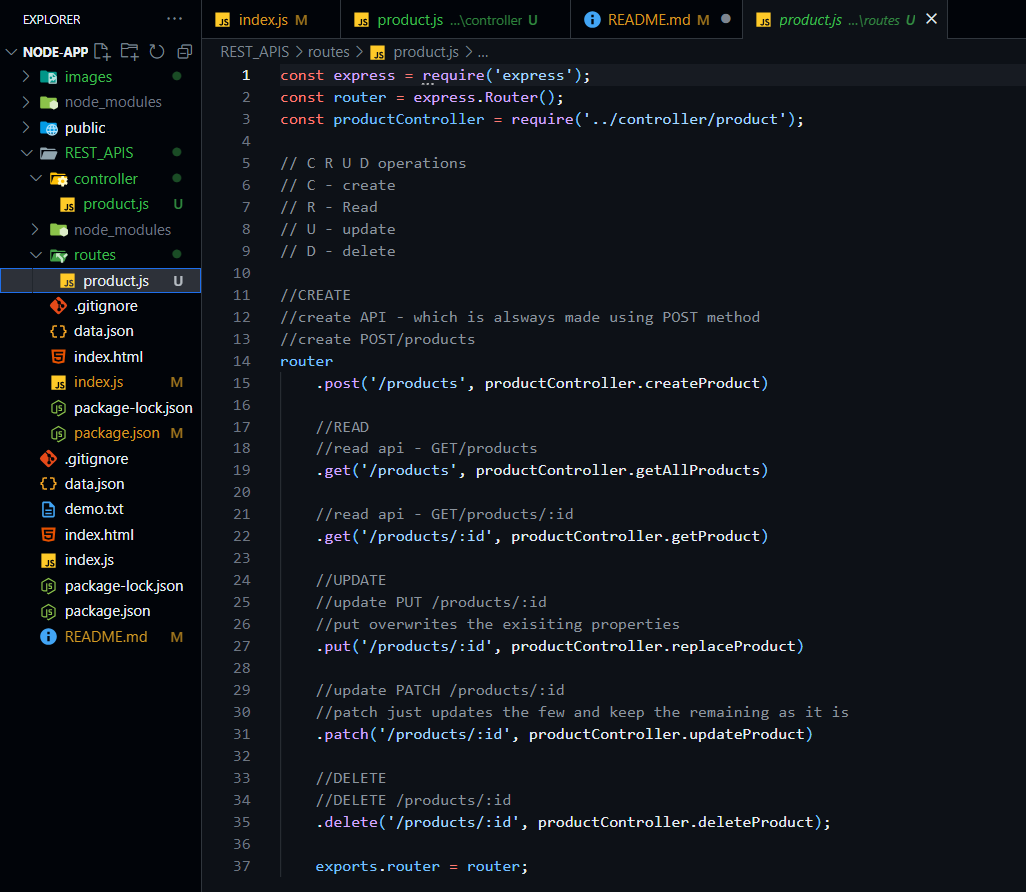 EXPLORER ...
NODE-APP
images
node_modules
public
REST_APIS
controller
product.js U
node_modules
routes
product.js U
.gitignore
data.json
index.html
index.js M
package-lock.json
package.json M
.gitignore
data.json
demo.txt
index.html
index.js
package-lock.json
package.json
README.md M
index.js M
product.js ...\controller U
README.md M
product.js ...\routes U
REST_APIS > routes > product.js > ...
1 const express = require('express');
2 const router = express.Router();
3 const productController = require('../controller/product');
4
5 // C R U D operations
6 // C - create
7 // R - Read
8 // U - update
9 // D - delete
10
11 //CREATE
12 //create API - which is alsways made using POST method
13 //create POST/products
14 router
15 .post('/products', productController.createProduct)
16
17 //READ
18 //read api - GET/products
19 .get('/products', productController.getAllProducts)
20
21 //read api - GET/products/:id
22 .get('/products/:id', productController.getProduct)
23
24 //UPDATE
25 //update PUT /products/:id
26 //put overwrites the exisiting properties
27 .put('/products/:id', productController.replaceProduct)
28
29 //update PATCH /products/:id
30 //patch just updates the few and keep the remaining as it is
31 .patch('/products/:id', productController.updateProduct)
32
33 //DELETE
34 //DELETE /products/:id
35 .delete('/products/:id', productController.deleteProduct);
36
37 exports.router = router;